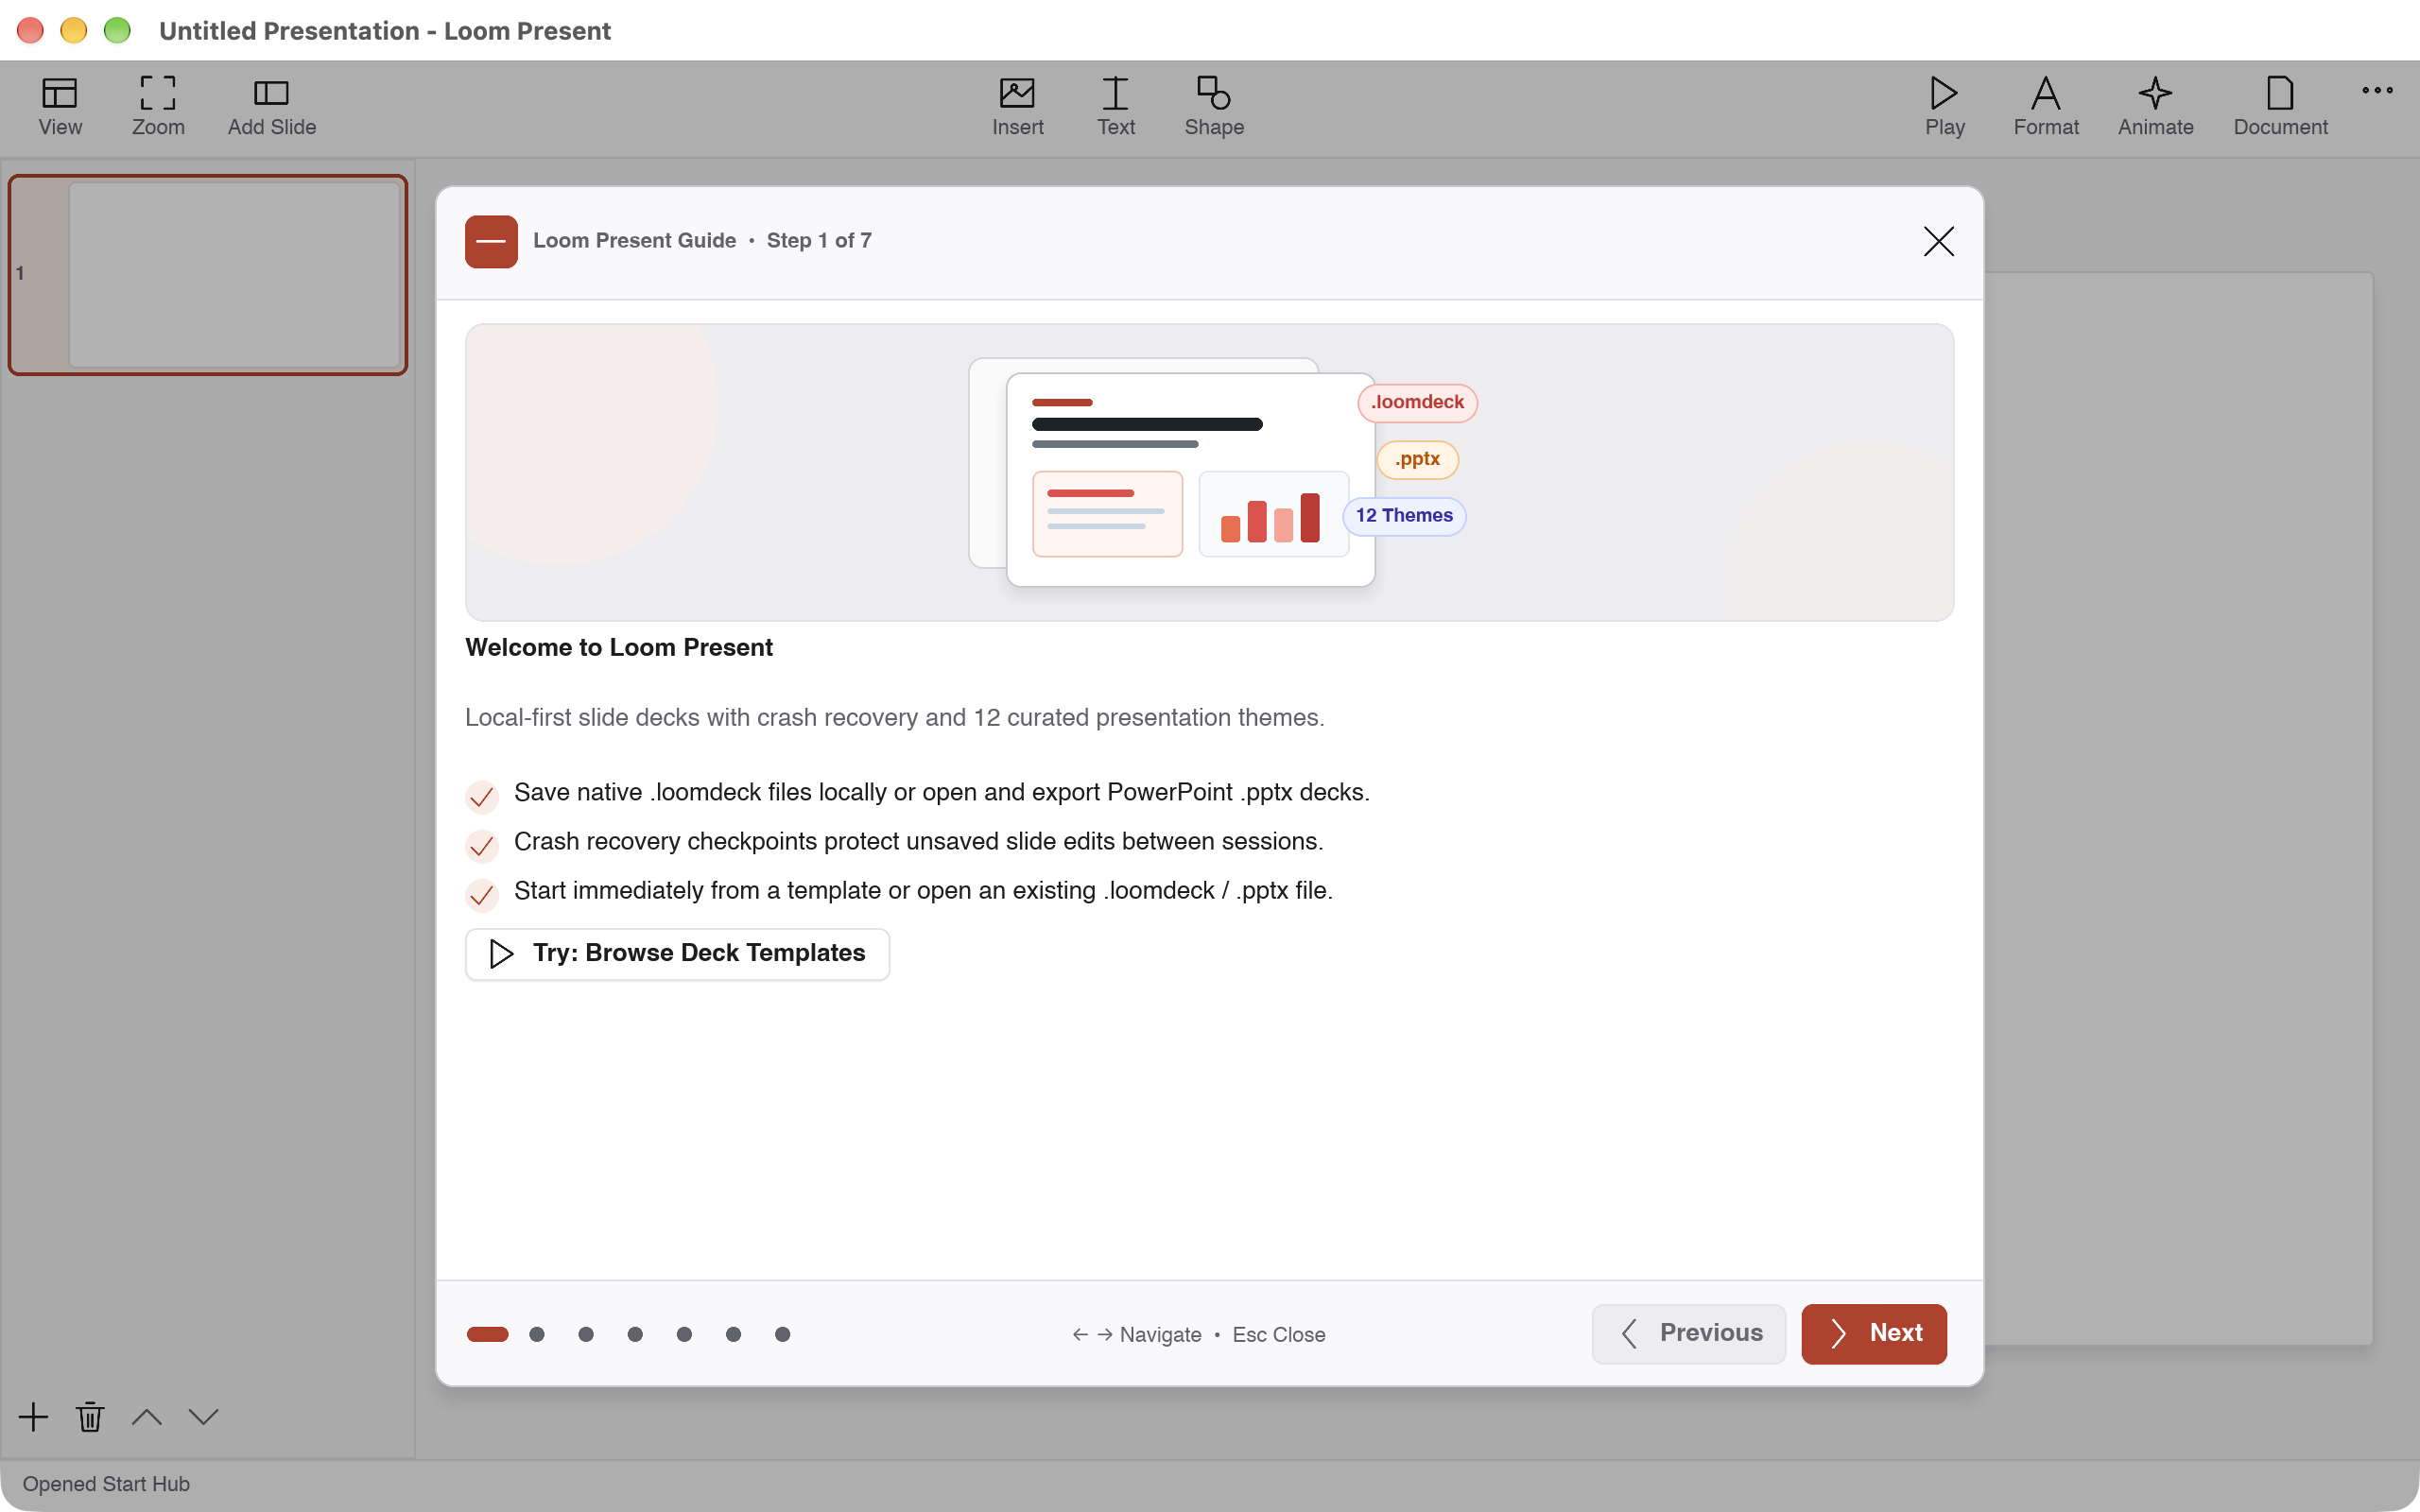 Untitled Presentation - Loom Present
View Zoom Add Slide Insert Text Shape Play Format Animate Document
1
Loom Present Guide • Step 1 of 7
.loomdeck
.pptx
12 Themes
Welcome to Loom Present
Local-first slide decks with crash recovery and 12 curated presentation themes.
Save native .loomdeck files locally or open and export PowerPoint .pptx decks.
Crash recovery checkpoints protect unsaved slide edits between sessions.
Start immediately from a template or open an existing .loomdeck / .pptx file.
Try: Browse Deck Templates
← → Navigate • Esc Close
Previous
Next
Opened Start Hub